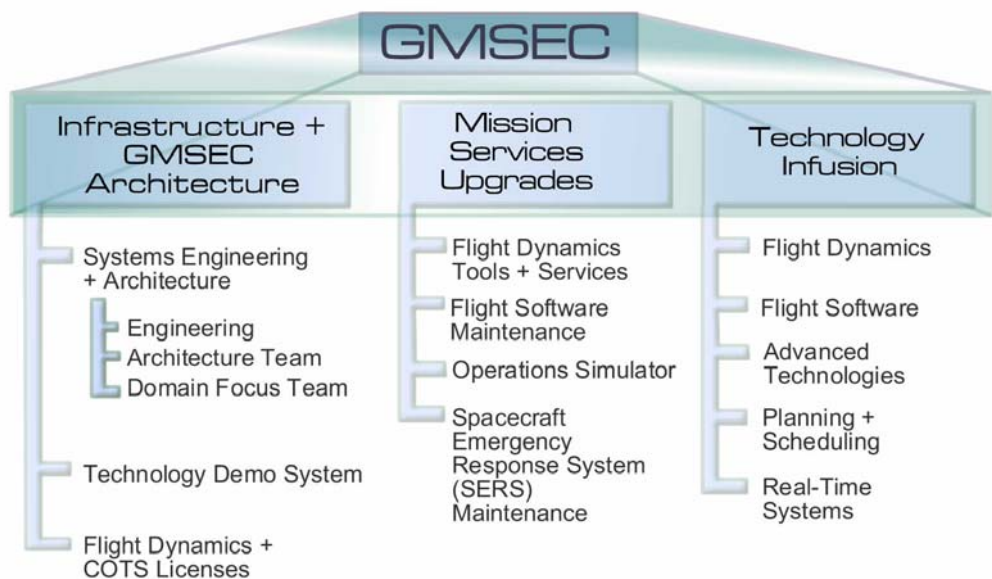 GMSEC
Infrastructure +
GMSEC
Architecture
Systems Engineering
+ Architecture
Engineering
Architecture Team
Domain Focus Team
Technology Demo System
Flight Dynamics +
COTS Licenses
Mission
Services
Upgrades
Flight Dynamics
Tools + Services
Flight Software
Maintenance
Operations Simulator
Spacecraft
Emergency
Response System
(SERS)
Maintenance
Technology
Infusion
Flight Dynamics
Flight Software
Advanced
Technologies
Planning +
Scheduling
Real-Time
Systems